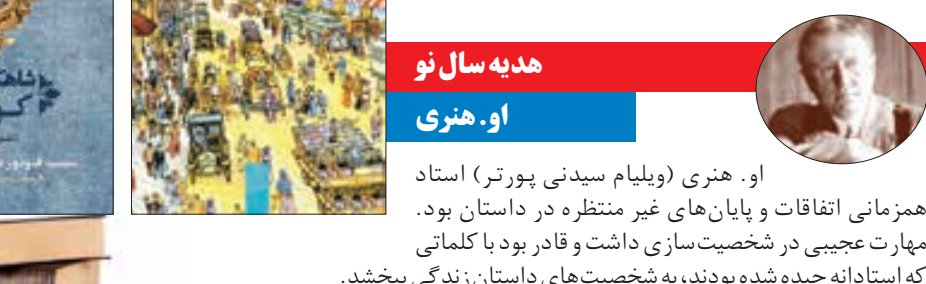 هدیه سال نو
او. هنری
او. هنری (ویلیام سیدنی پورتر) استاد
همزمانی اتفاقات و پایان‌های غیر منتظره در داستان بود.
مهارت عجیبی در شخصیت‌سازی داشت و قادر بود با کلماتی
که استادانه چیده شده بودند، به شخصیت‌های داستان زندگی ببخشد.